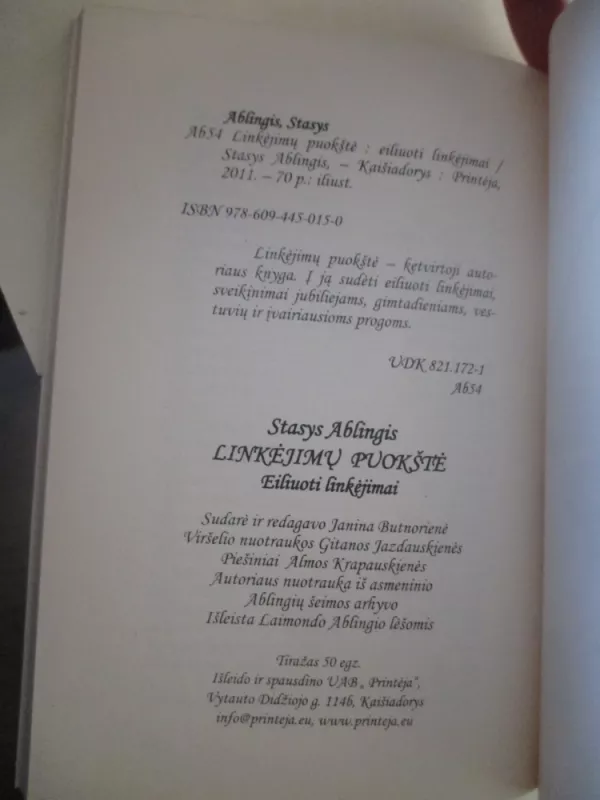 Ablingis, Stasys
Ab54 Linkėjimų puokštė : eiliuoti linkėjimai /
Stasys Ablingis, – Kaišiadorys : Printėja,
2011. – 70 p.: iliust.
ISBN 978-609-445-015-0
Linkėjimų puokštė – ketvirtoji auto-
riaus knyga. Į ją sudėti eiliuoti linkėjimai,
sveikinimai jubiliejams, gimtadieniams, ves-
tuvių ir įvairiausioms progoms.
UDK 821.172-1
Ab54
Stasys Ablingis
LINKĖJIMŲ PUOKŠTĖ
Eiliuoti linkėjimai
Sudarė ir redagavo Janina Butnorienė
Viršelio nuotraukos Gitanos Jazdauskienės
Piešiniai Almos Krapauskienės
Autoriaus nuotrauka iš asmeninio
Ablingių šeimos arhyvo
Išleista Laimondo Ablingio lėšomis
Tiražas 50 egz.
Išleido ir spausdino UAB „ Printėja",
Vytauto Didžiojo g. 114b, Kaišiadorys
info@printeja.eu, www.printeja.eu